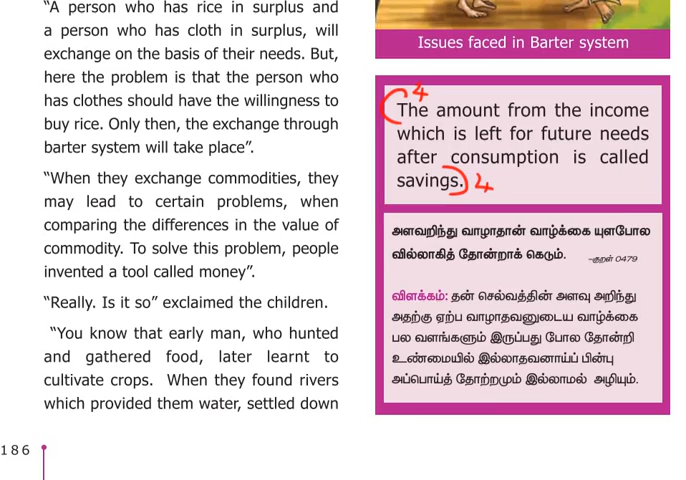 “A person who has rice in surplus and
a person who has cloth in surplus, will
exchange on the basis of their needs. But,
here the problem is that the person who
has clothes should have the willingness to
buy rice. Only then, the exchange through
barter system will take place”.
“When they exchange commodities, they
may lead to certain problems, when
comparing the differences in the value of
commodity. To solve this problem, people
invented a tool called money”.
“Really. Is it so” exclaimed the children.
“You know that early man, who hunted
and gathered food, later learnt to
cultivate crops. When they found rivers
which provided them water, settled down
186
Issues faced in Barter system
4
The amount from the income
which is left for future needs
after consumption is called
savings. 4
அளவறிந்து வாழாதான் வாழ்க்கை யுளபோல
வில்லாகித் தோன்றாக் கெடும்.
–குறள் 0479
விளக்கம்: தன் செல்வத்தின் அளவு அறிந்து
அதற்கு ஏற்ப வாழாதவனுடைய வாழ்க்கை
பல வளங்களும் இருப்பது போல தோன்றி
உண்மையில் இல்லாதவனாய்ப் பின்பு
அப்பொய்த் தோற்றமும் இல்லாமல் அழியும்.